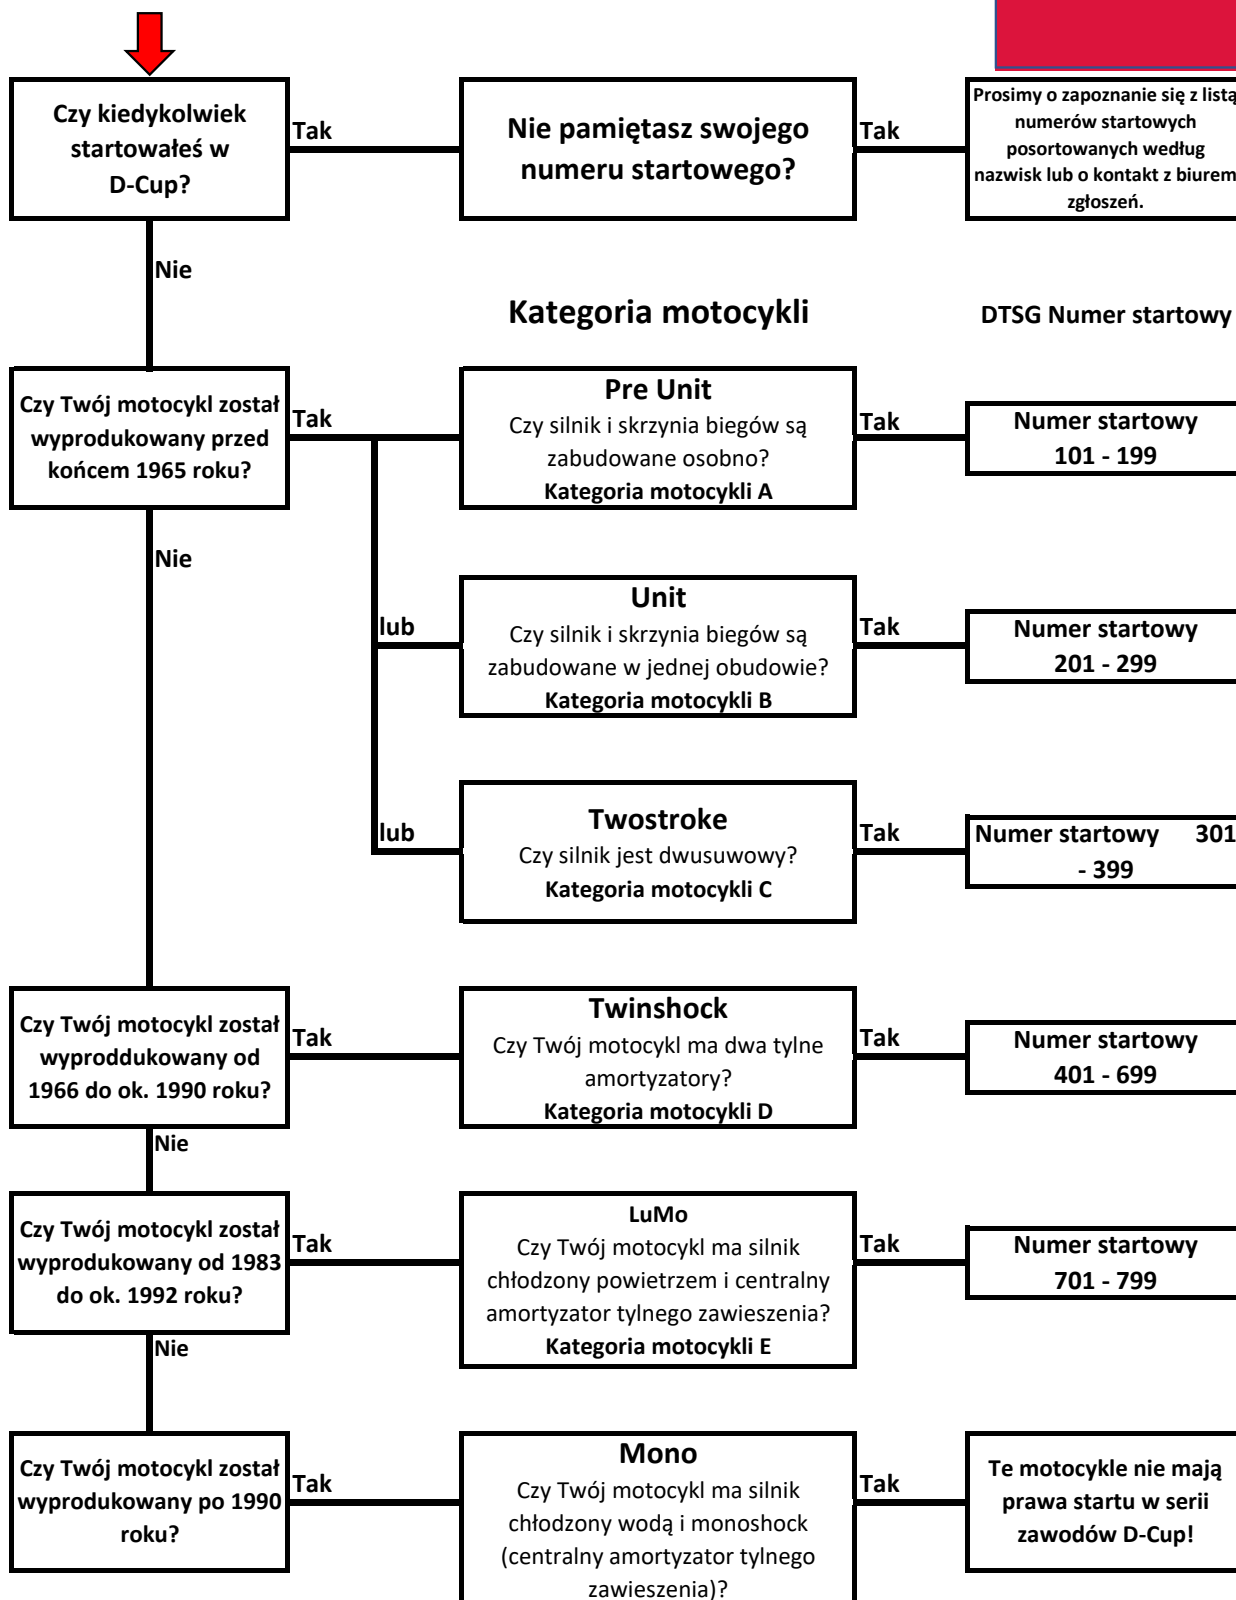 Czy kiedykolwiek
startowałeś w
D-Cup?
Tak
Nie pamiętasz swojego
numeru startowego?
Tak
Prosimy o zapoznanie się z listą
numerów startowych
posortowanych według
nazwisk lub o kontakt z biurem
zgłoszeń.
Nie
Kategoria motocykli
DTSG Numer startowy
Czy Twój motocykl został
wyprodukowany przed
końcem 1965 roku?
Tak
Pre Unit
Czy silnik i skrzynia biegów są
zabudowane osobno?
Kategoria motocykli A
Tak
Numer startowy
101 - 199
Nie
lub
Unit
Czy silnik i skrzynia biegów są
zabudowane w jednej obudowie?
Kategoria motocykli B
Tak
Numer startowy
201 - 299
lub
Twostroke
Czy silnik jest dwusuwowy?
Kategoria motocykli C
Tak
Numer startowy 301
- 399
Czy Twój motocykl został
wyproddukowany od
1966 do ok. 1990 roku?
Tak
Twinshock
Czy Twój motocykl ma dwa tylne
amortyzatory?
Kategoria motocykli D
Tak
Numer startowy
401 - 699
Nie
Czy Twój motocykl został
wyprodukowany od 1983
do ok. 1992 roku?
Tak
LuMo
Czy Twój motocykl ma silnik
chłodzony powietrzem i centralny
amortyzator tylnego zawieszenia?
Kategoria motocykli E
Tak
Numer startowy
701 - 799
Nie
Czy Twój motocykl został
wyprodukowany po 1990
roku?
Tak
Mono
Czy Twój motocykl ma silnik
chłodzony wodą i monoshock
(centralny amortyzator tylnego
zawieszenia)?
Tak
Te motocykle nie mają
prawa startu w serii
zawodów D-Cup!